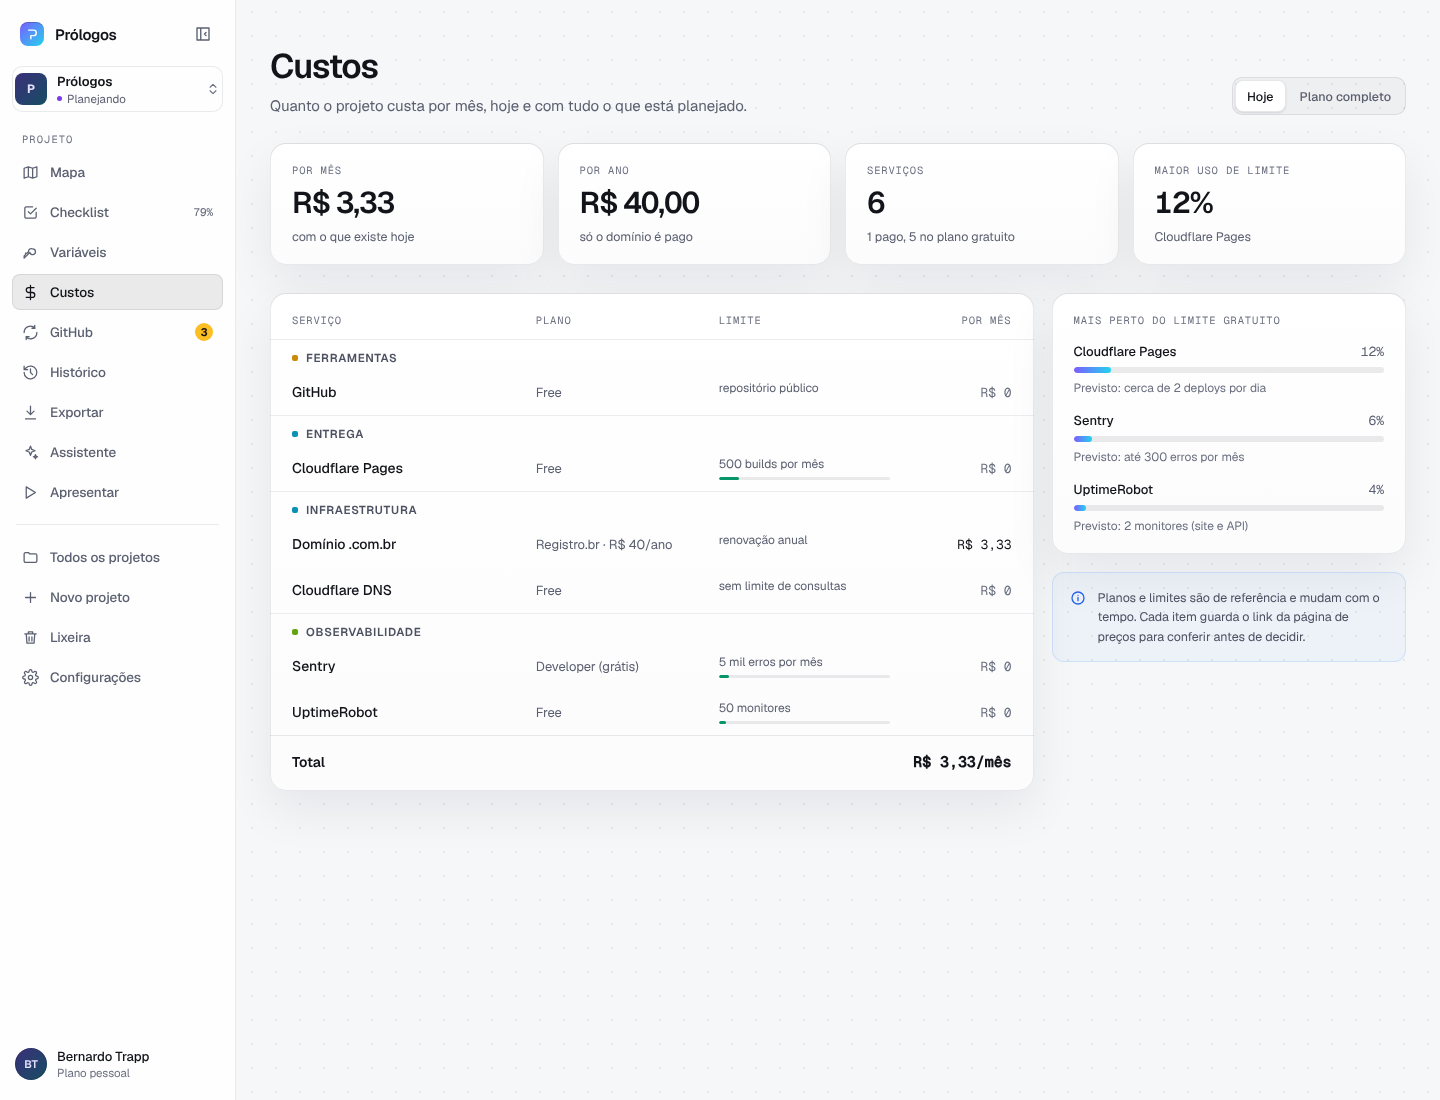 Prólogos
P
Prólogos
Planejando
PROJETO
Mapa
Checklist 79%
Variáveis
Custos
GitHub 3
Histórico
Exportar
Assistente
Apresentar
Todos os projetos
Novo projeto
Lixeira
Configurações
BT
Bernardo Trapp
Plano pessoal
Custos
Quanto o projeto custa por mês, hoje e com tudo o que está planejado.
Hoje Plano completo
POR MÊS
R$ 3,33
com o que existe hoje
POR ANO
R$ 40,00
só o domínio é pago
SERVIÇOS
6
1 pago, 5 no plano gratuito
MAIOR USO DE LIMITE
12%
Cloudflare Pages
SERVIÇO PLANO LIMITE POR MÊS
FERRAMENTAS
GitHub Free repositório público R$ 0
ENTREGA
Cloudflare Pages Free 500 builds por mês R$ 0
INFRAESTRUTURA
Domínio .com.br Registro.br · R$ 40/ano renovação anual R$ 3,33
Cloudflare DNS Free sem limite de consultas R$ 0
OBSERVABILIDADE
Sentry Developer (grátis) 5 mil erros por mês R$ 0
UptimeRobot Free 50 monitores R$ 0
Total R$ 3,33/mês
MAIS PERTO DO LIMITE GRATUITO
Cloudflare Pages 12%
Previsto: cerca de 2 deploys por dia
Sentry 6%
Previsto: até 300 erros por mês
UptimeRobot 4%
Previsto: 2 monitores (site e API)
Planos e limites são de referência e mudam com o
tempo. Cada item guarda o link da página de
preços para conferir antes de decidir.